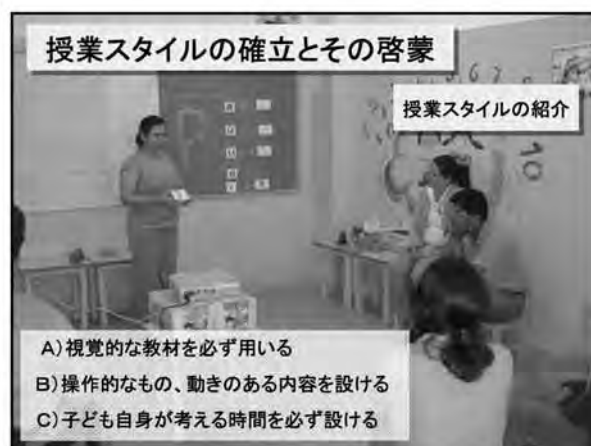 授業スタイルの確立とその啓蒙
授業スタイルの紹介
6 7
10
A)視覚的な教材を必ず用いる
B)操作的なもの、動きのある内容を設ける
C)子ども自身が考える時間を必ず設ける